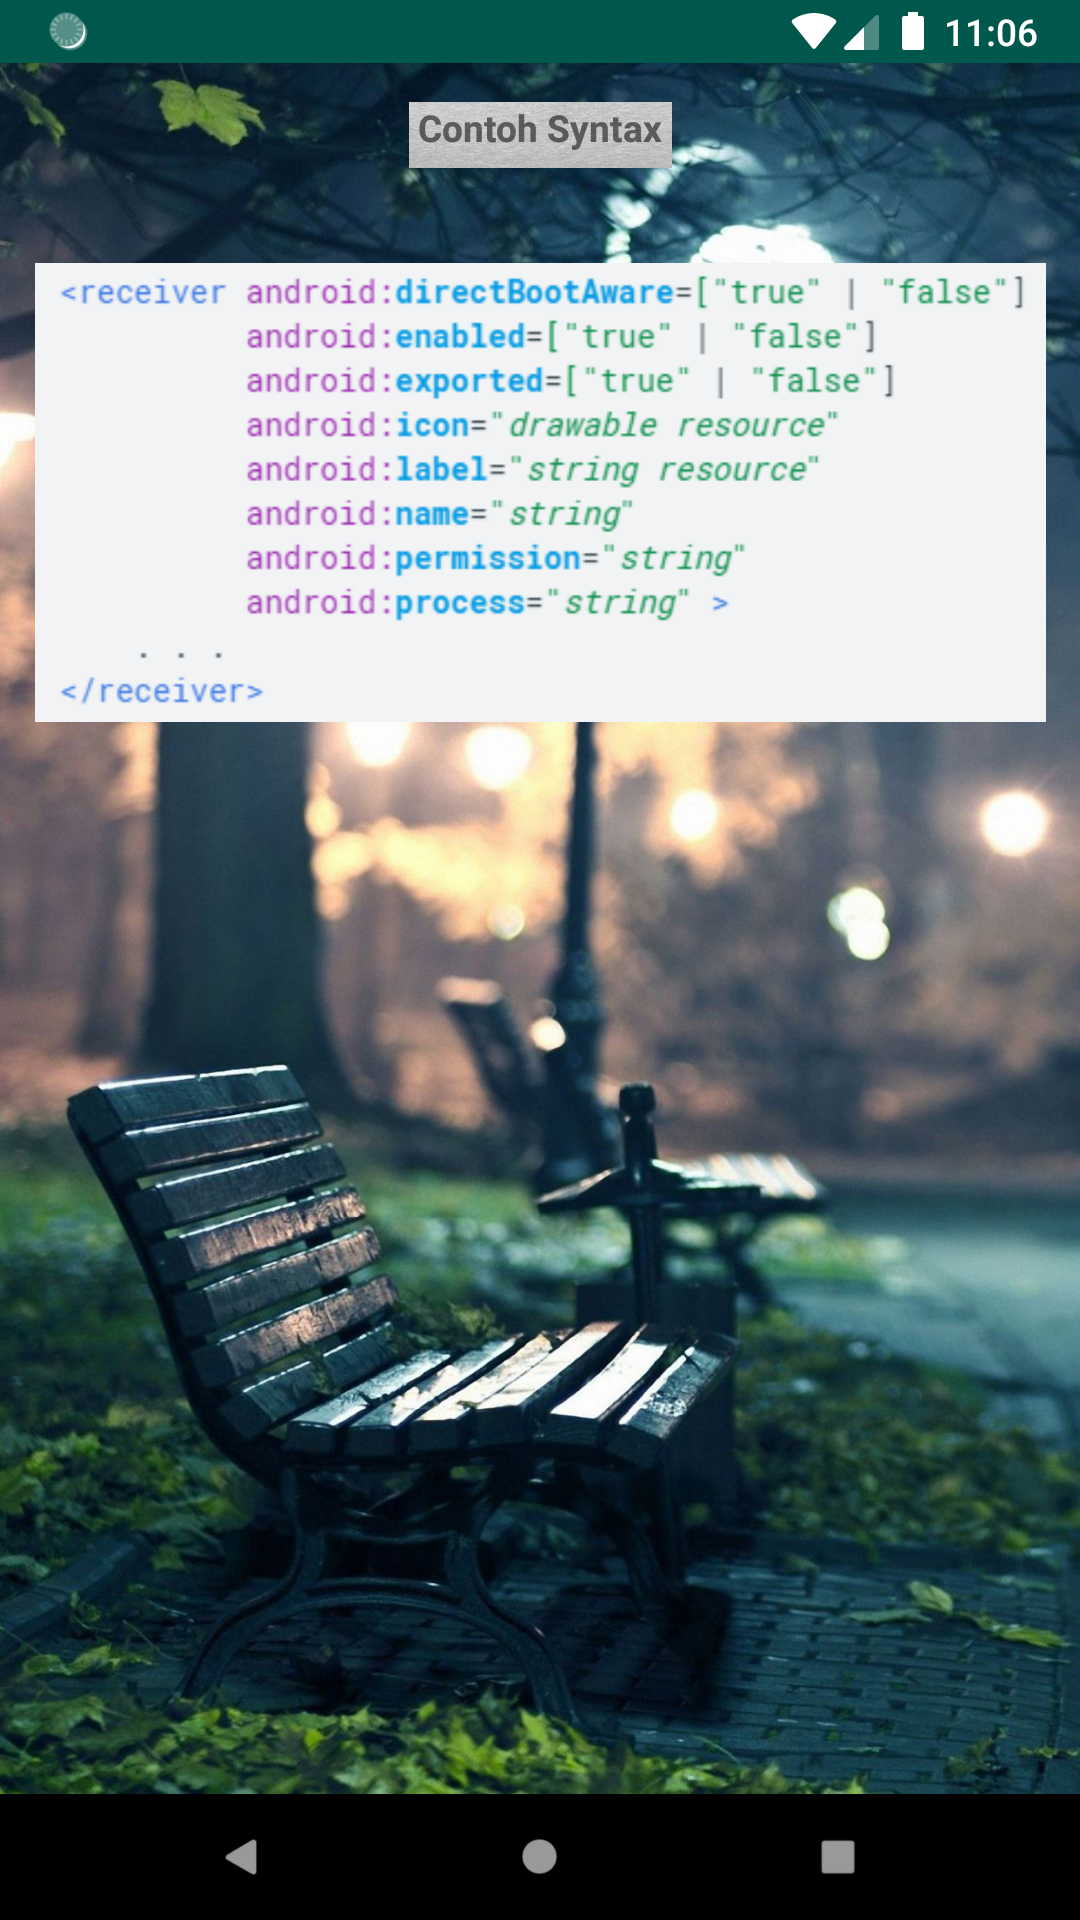 11:06
Contoh Syntax
<receiver android:directBootAware=["true" | "false"]
android:enabled=["true" | "false"]
android:exported=["true" | "false"]
android:icon="drawable resource"
android:label="string resource"
android:name="string"
android:permission="string"
android:process="string" >
. . .
</receiver>